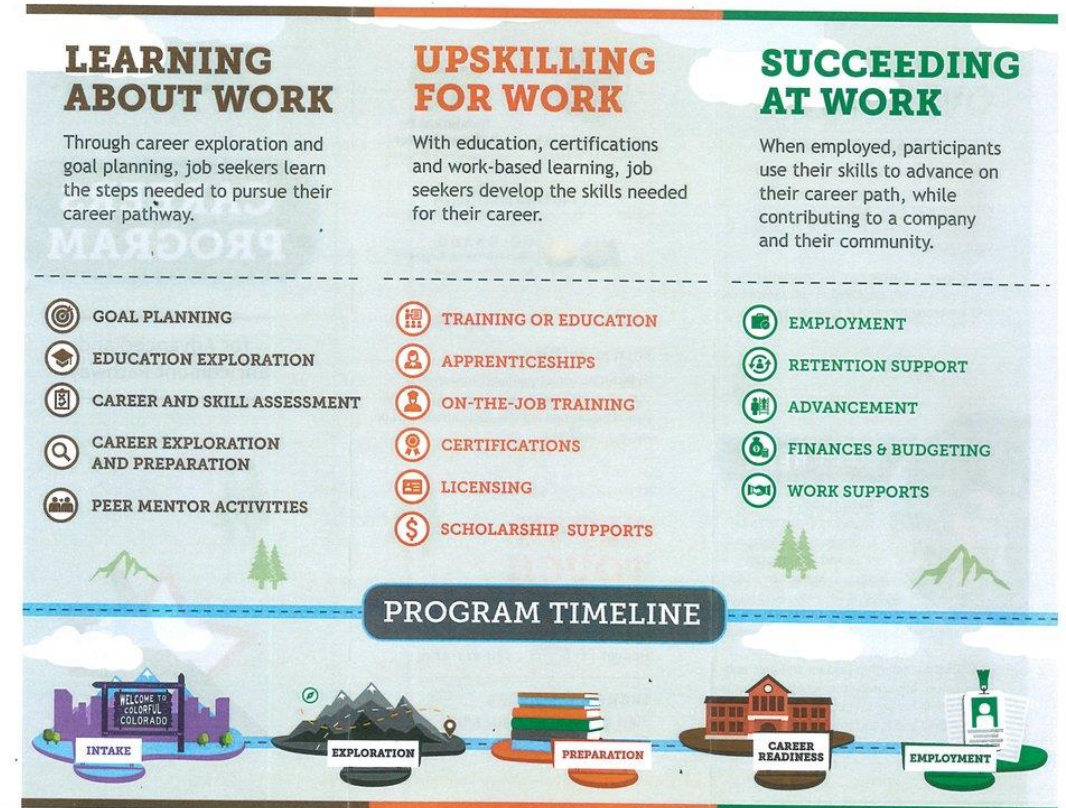 LEARNING
ABOUT WORK
Through career exploration and
goal planning, job seekers learn
the steps needed to pursue their
career pathway.
GOAL PLANNING
EDUCATION EXPLORATION
CAREER AND SKILL ASSESSMENT
CAREER EXPLORATION
AND PREPARATION
PEER MENTOR ACTIVITIES
UPSKILLING
FOR WORK
With education, certifications
and work-based learning, job
seekers develop the skills needed
for their career.
TRAINING OR EDUCATION
APPRENTICESHIPS
ON-THE-JOB TRAINING
CERTIFICATIONS
LICENSING
SCHOLARSHIP SUPPORTS
SUCCEEDING
AT WORK
When employed, participants
use their skills to advance on
their career path, while
contributing to a company
and their community.
EMPLOYMENT
RETENTION SUPPORT
ADVANCEMENT
FINANCES & BUDGETING
WORK SUPPORTS
PROGRAM TIMELINE
WELCOME TO
COLORFUL
COLORADO
INTAKE
EXPLORATION
PREPARATION
CAREER
READINESS
EMPLOYMENT